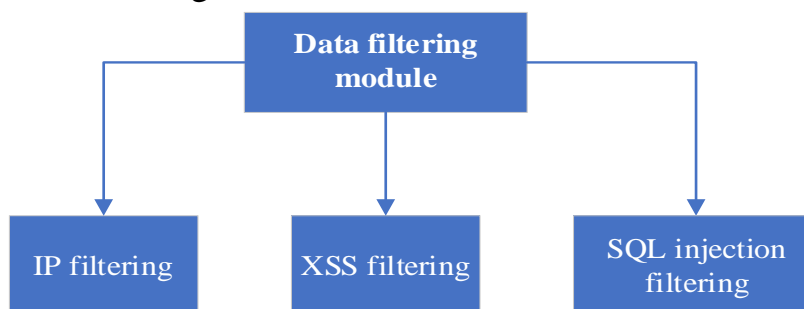 Data filtering
module
IP filtering
XSS filtering
SQL injection
filtering